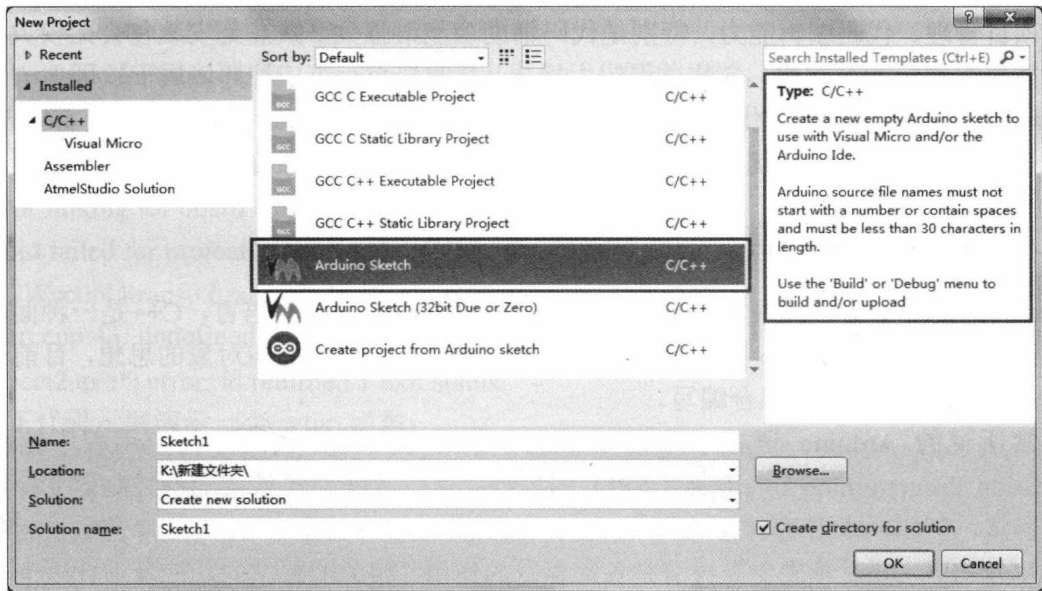 New Project
Recent
Installed
C/C++
Visual Micro
Assembler
AtmelStudio Solution
Sort by: Default
GCC C Executable Project C/C++
GCC C Static Library Project C/C++
GCC C++ Executable Project C/C++
GCC C++ Static Library Project C/C++
Arduino Sketch C/C++
Arduino Sketch (32bit Due or Zero) C/C++
Create project from Arduino sketch C/C++
Search Installed Templates (Ctrl+E)
Type: C/C++
Create a new empty Arduino sketch to
use with Visual Micro and/or the
Arduino Ide.
Arduino source file names must not
start with a number or contain spaces
and must be less than 30 characters in
length.
Use the 'Build' or 'Debug' menu to
build and/or upload
Name: Sketch1
Location: K:\新建文件夹\
Browse...
Solution: Create new solution
Solution name: Sketch1
Create directory for solution
OK Cancel